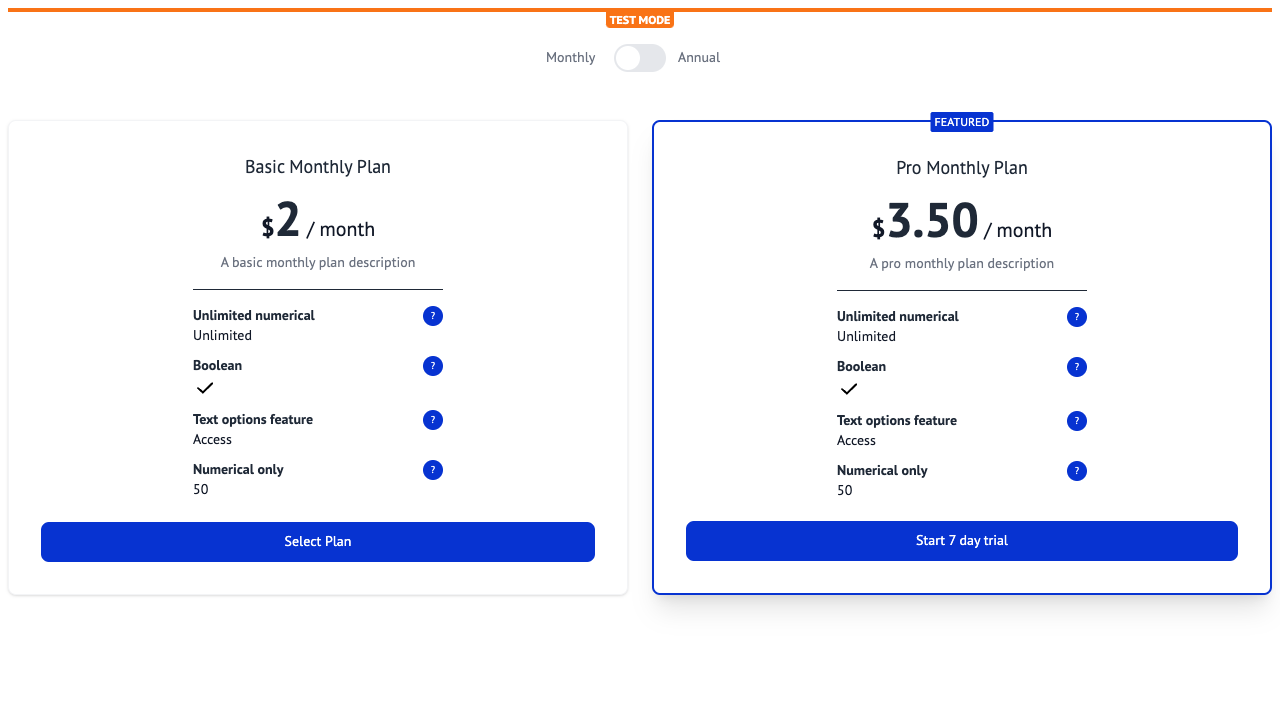 TEST MODE
Monthly Annual
Basic Monthly Plan
$2 / month
A basic monthly plan description
Unlimited numerical ?
Unlimited
Boolean ?
Text options feature ?
Access
Numerical only ?
50
Select Plan
FEATURED
Pro Monthly Plan
$3.50 / month
A pro monthly plan description
Unlimited numerical ?
Unlimited
Boolean ?
Text options feature ?
Access
Numerical only ?
50
Start 7 day trial